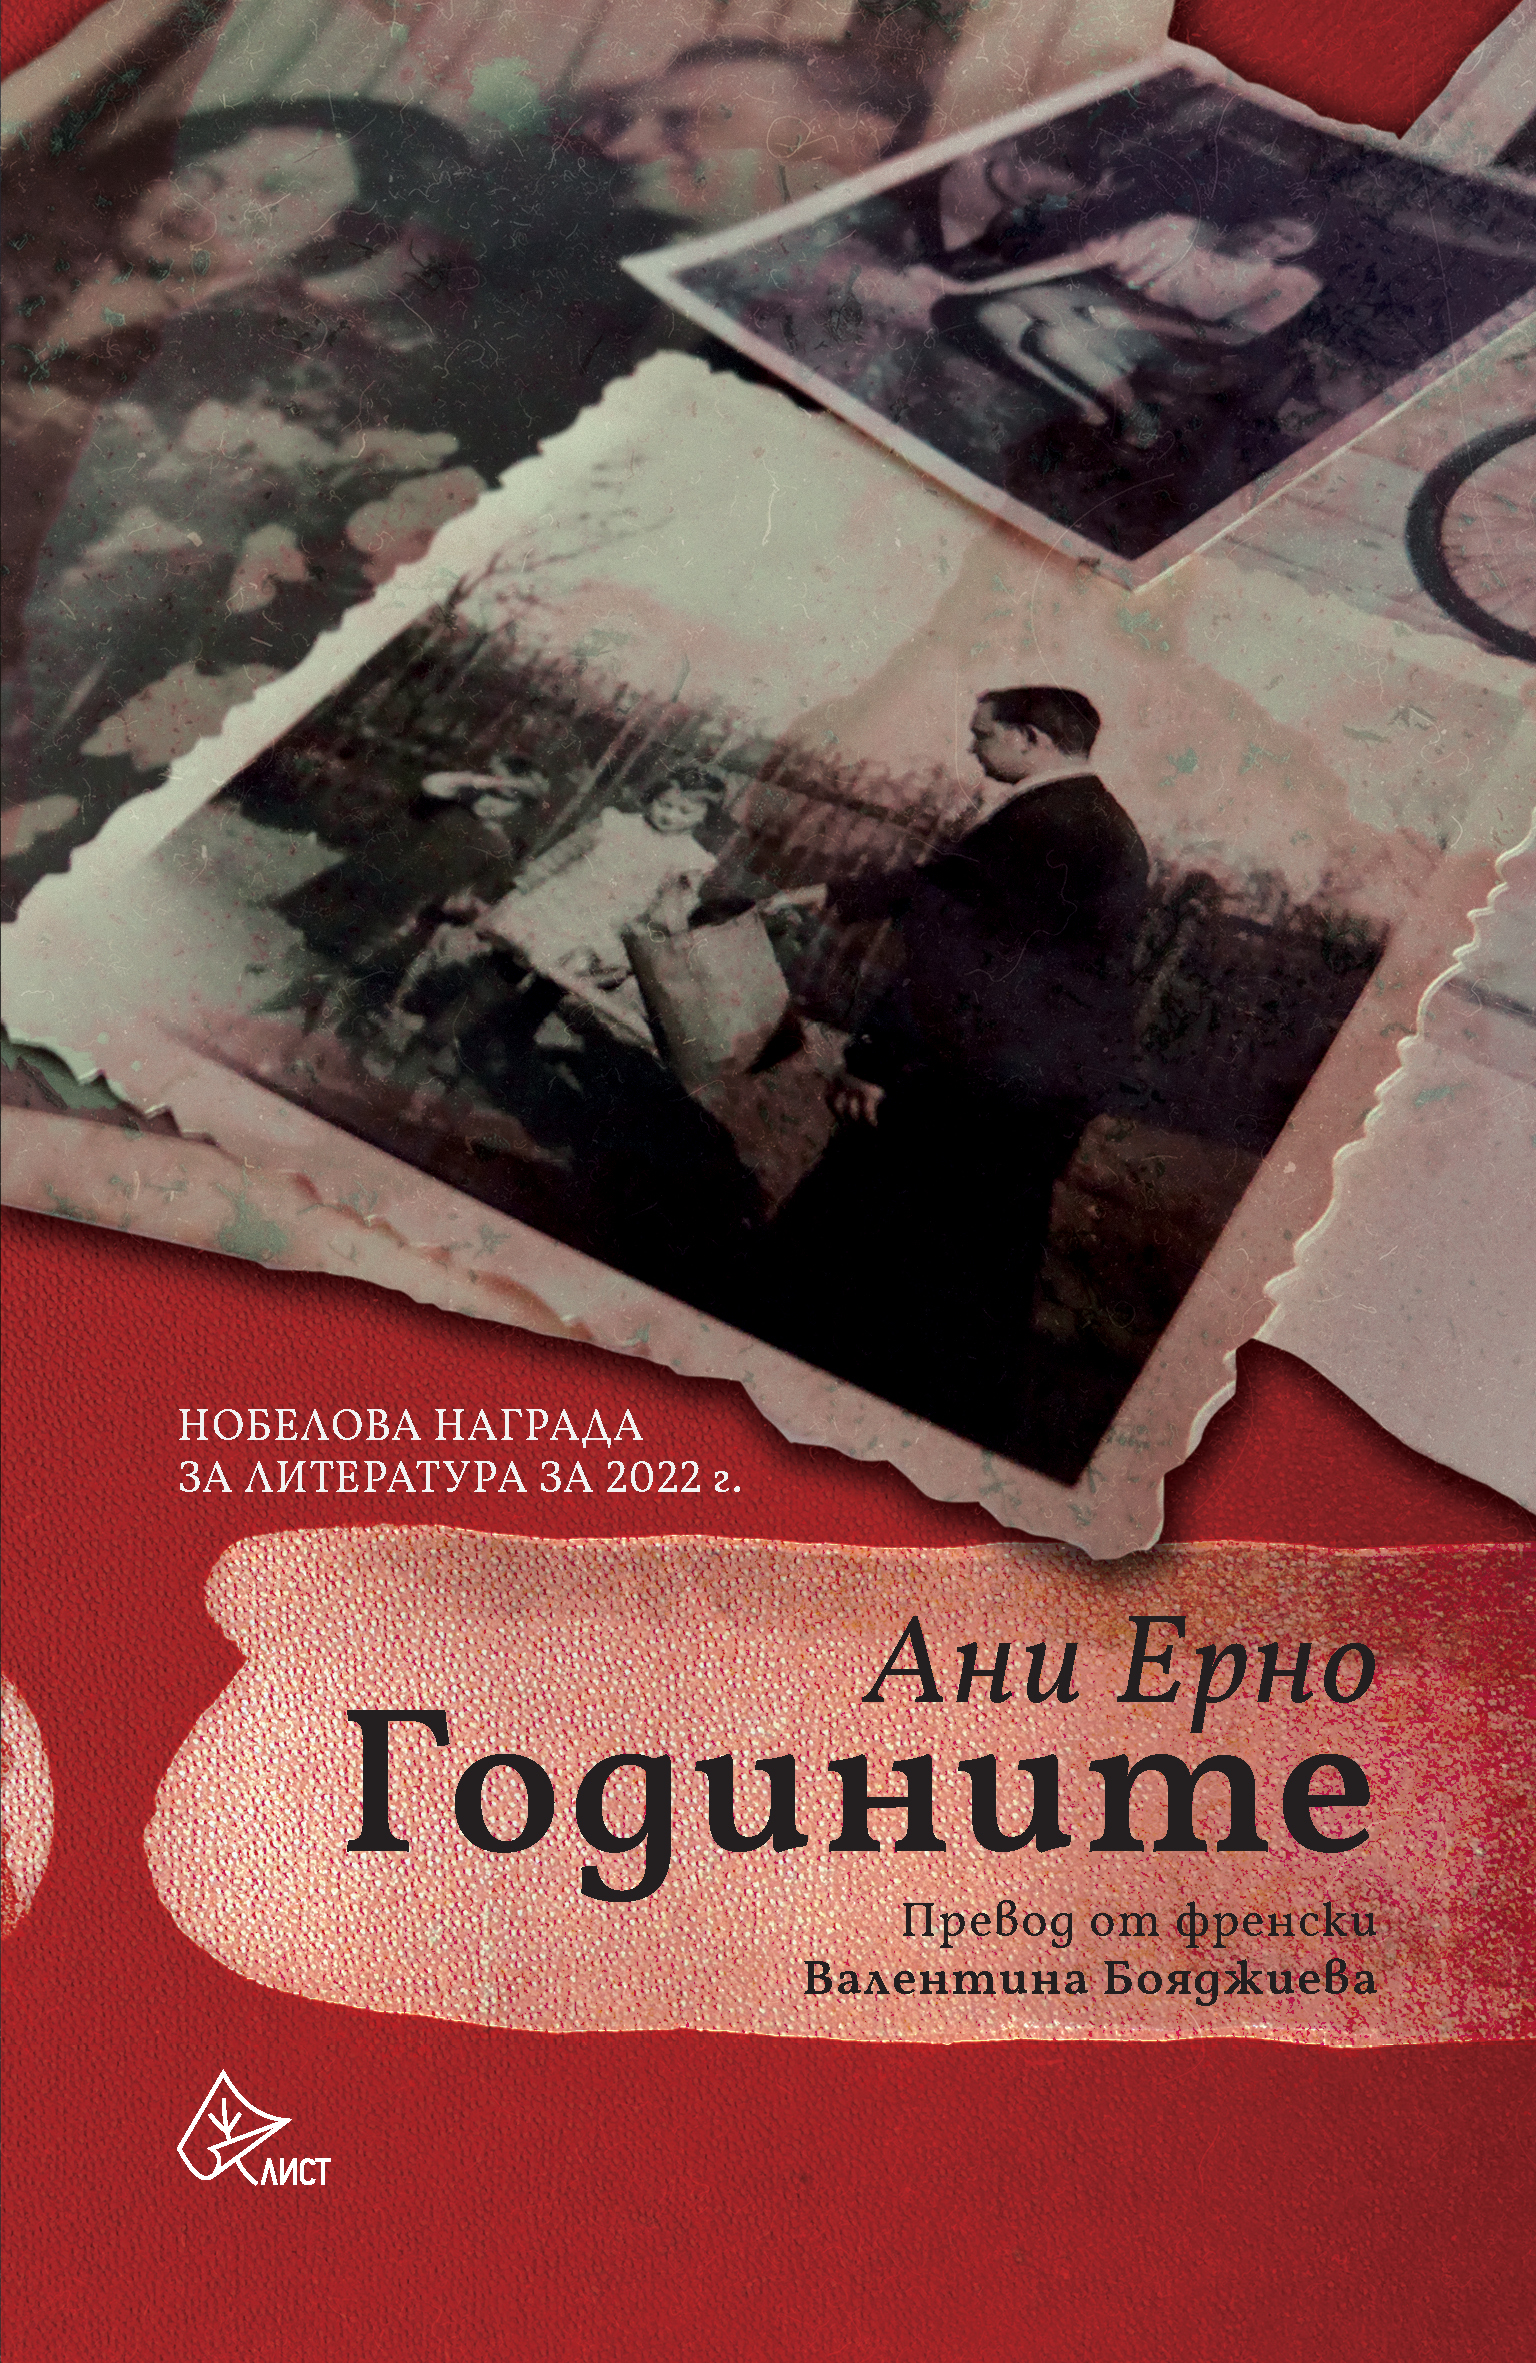 НОБЕЛОВА НАГРАДА
ЗА ЛИТЕРАТУРА ЗА 2022 г.
Ани Ерно
Годините
Превод от френски
Валентина Бояджиева
ЛИСТ